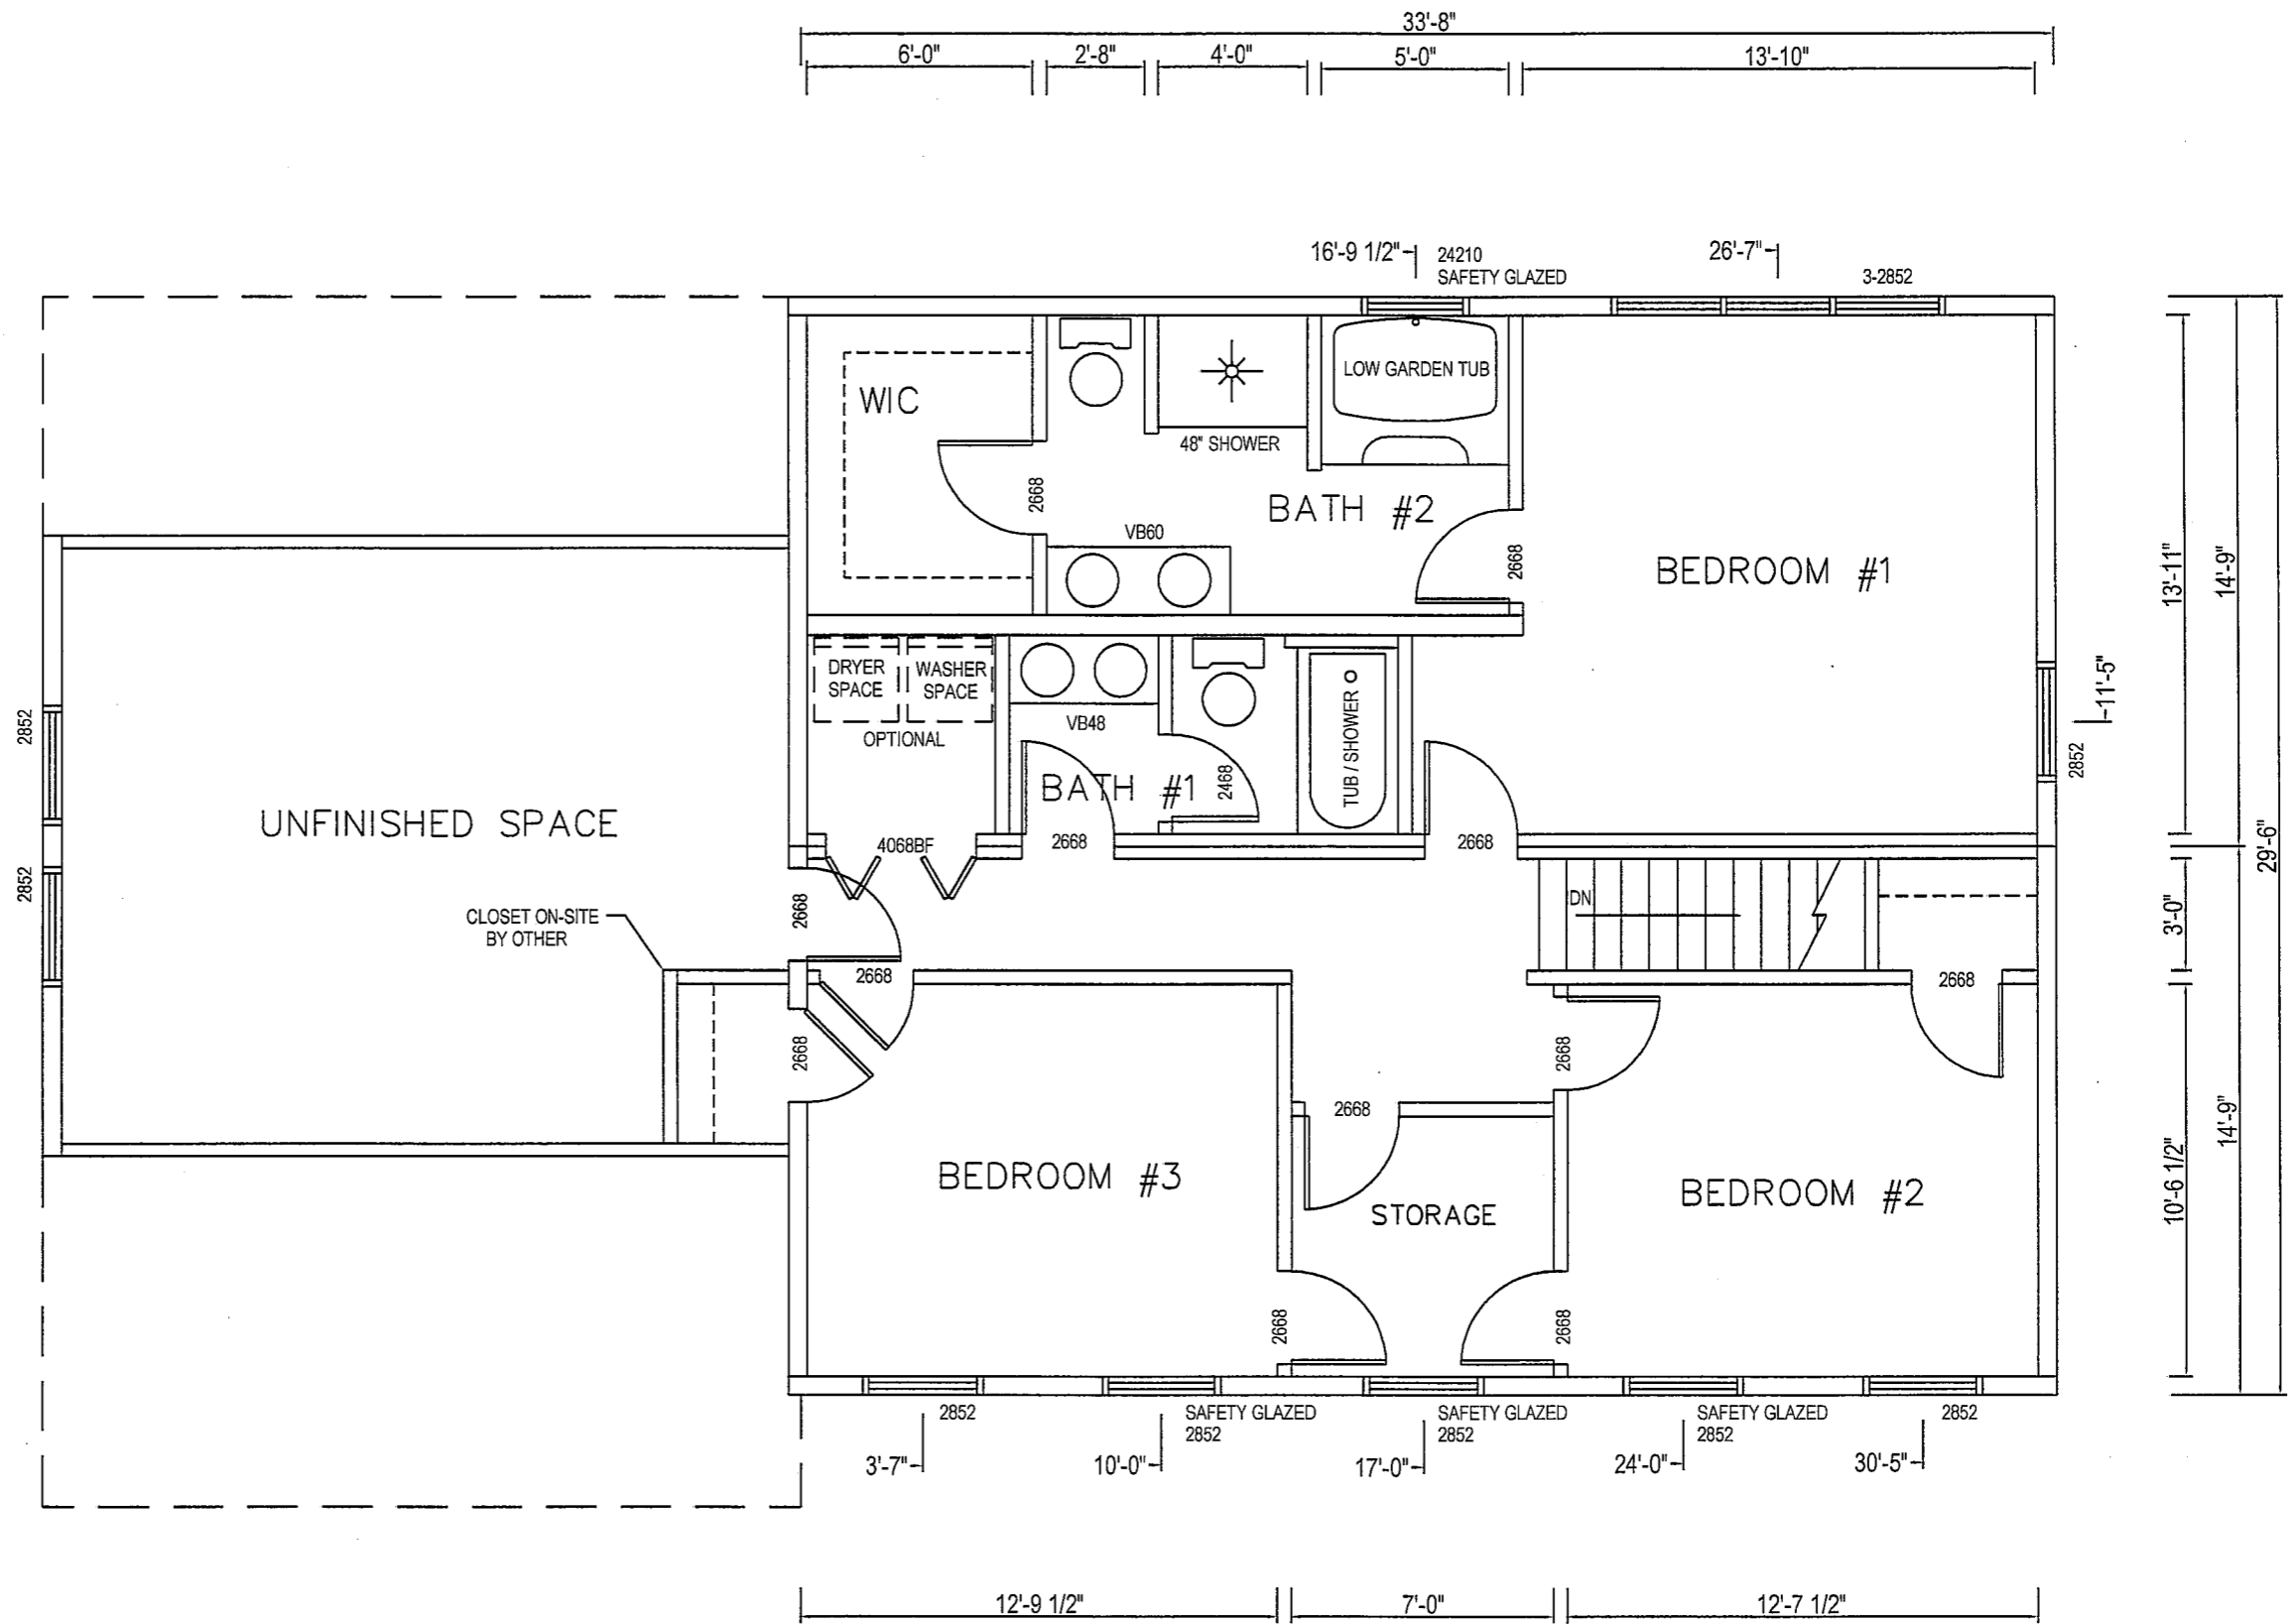 33'-8"
6'-0" 2'-8" 4'-0" 5'-0" 13'-10"
16'-9 1/2" 24210 26'-7"
SAFETY GLAZED 3-2852
WIC
LOW GARDEN TUB
48" SHOWER
2668
BATH #2
VB60
2668
BEDROOM #1
13'-11"
14'-9"
DRYER
SPACE
WASHER
SPACE
OPTIONAL
VB48
BATH #1
2468
TUB / SHOWER
11'-5"
2852
2852
UNFINISHED SPACE
4068BF
2668
2668
29'-6"
2852
CLOSET ON-SITE
BY OTHER
2668
DN
3'-0"
2668
2668
2668
2668
2668
BEDROOM #3
STORAGE
BEDROOM #2
14'-9"
10'-6 1/2"
2668
2668
2852
SAFETY GLAZED
2852
SAFETY GLAZED
2852
SAFETY GLAZED
2852
2852
3'-7" 10'-0" 17'-0" 24'-0" 30'-5"
12'-9 1/2" 7'-0" 12'-7 1/2"